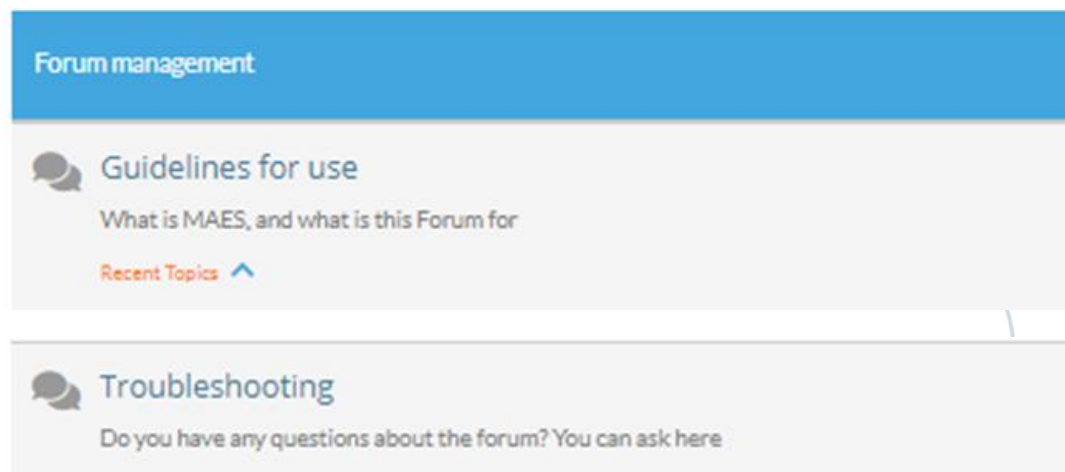 Forum management
Guidelines for use
What is MAES, and what is this Forum for
Recent Topics
Troubleshooting
Do you have any questions about the forum? You can ask here